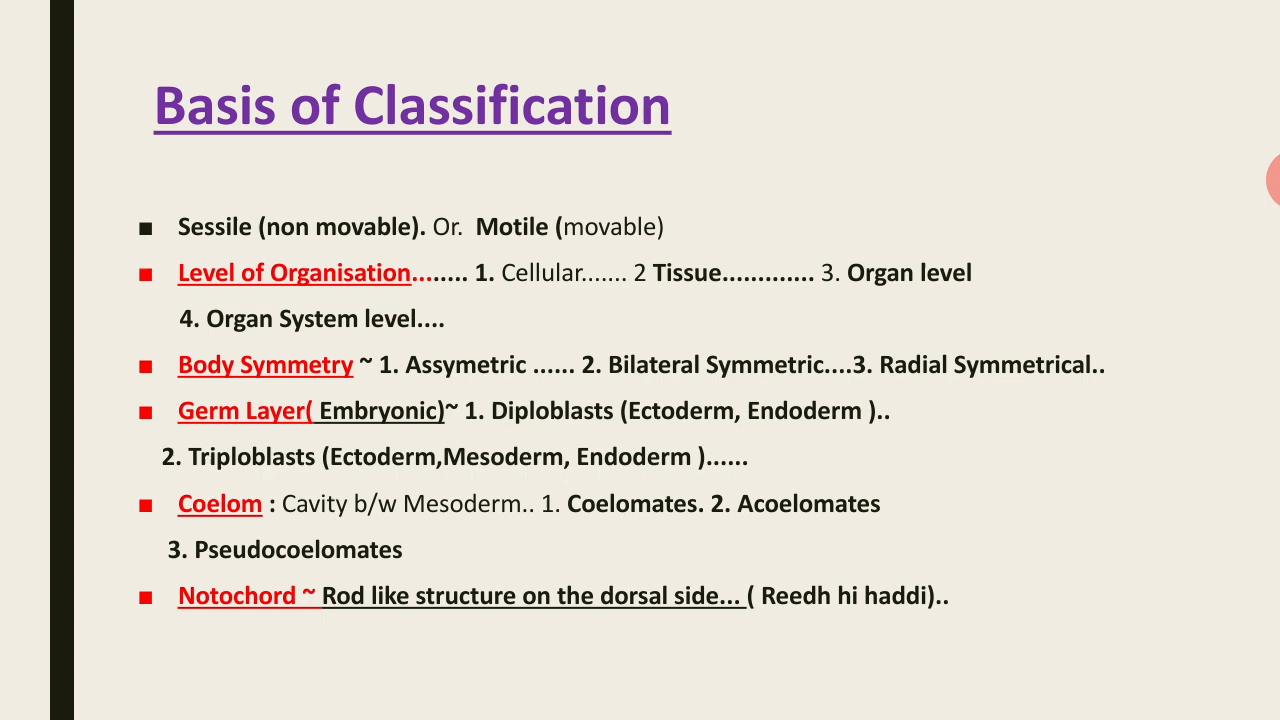 Basis of Classification
▪ Sessile (non movable). Or. Motile (movable)
▪ Level of Organisation........ 1. Cellular....... 2 Tissue............. 3. Organ level
4. Organ System level....
▪ Body Symmetry ~ 1. Assymetric ...... 2. Bilateral Symmetric....3. Radial Symmetrical..
▪ Germ Layer( Embryonic)~ 1. Diploblasts (Ectoderm, Endoderm )..
2. Triploblasts (Ectoderm,Mesoderm, Endoderm )......
▪ Coelom : Cavity b/w Mesoderm.. 1. Coelomates. 2. Acoelomates
3. Pseudocoelomates
▪ Notochord ~ Rod like structure on the dorsal side... ( Reedh hi haddi)..